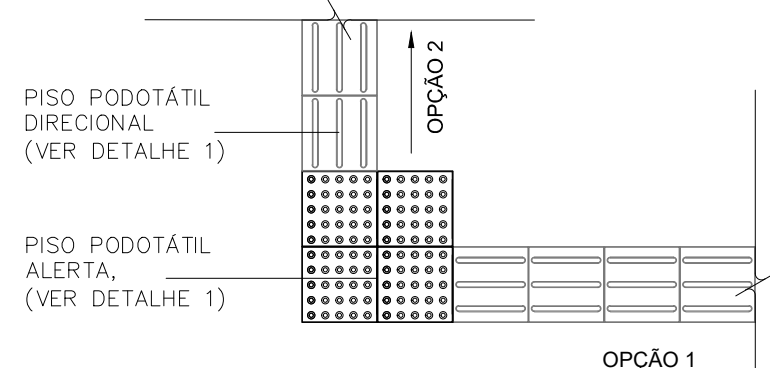 OPÇÃO 2
PISO PODOTÁTIL
DIRECIONAL
(VER DETALHE 1)
PISO PODOTÁTIL
ALERTA,
(VER DETALHE 1)
OPÇÃO 1